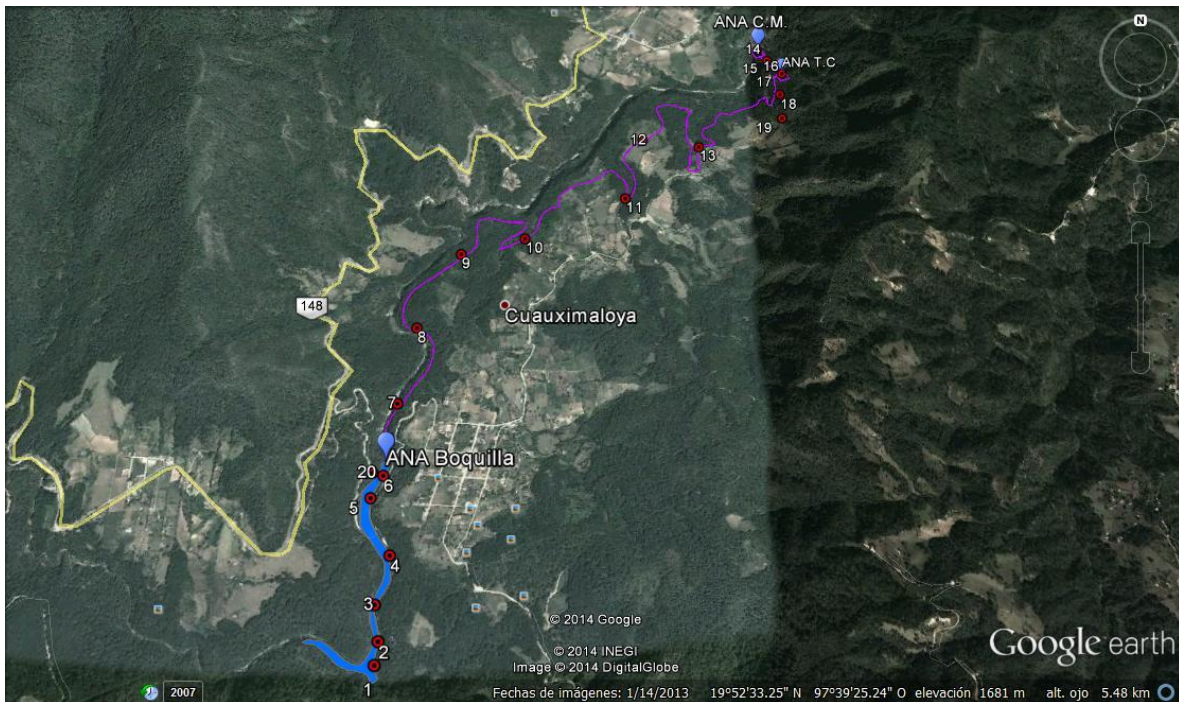 ANA C.M.
N
14
15 16 ANA T.C
17
18
19
12
13
11
10
9
148
Cuauximaloya
8
7
ANA Boquilla
20
6
5
4
3
© 2014 Google
2
© 2014 INEGI
Google earth
Image © 2014 DigitalGlobe
1
2007
Fechas de imágenes: 1/14/2013 19°52'33.25" N 97°39'25.24" O elevación 1681 m alt. ojo 5.48 km